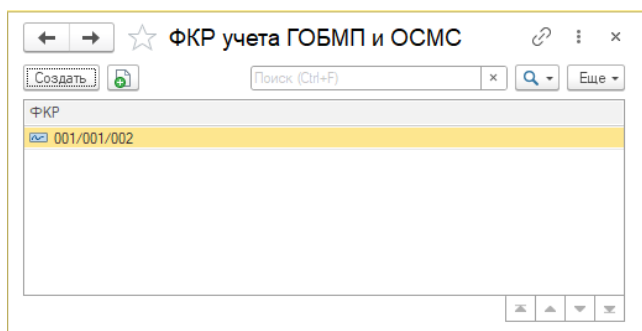 ФКР учета ГОБМП и ОСМС
Создать
Поиск (Ctrl+F)
×
Еще
ФКР
001/001/002